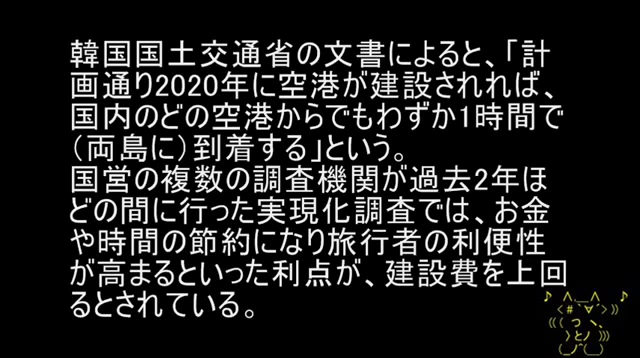 韓国国土交通省の文書によると、「計
画通り2020年に空港が建設されれば、
国内のどの空港からでもわずか1時間で
(両島に)到着する」という。
国営の複数の調査機関が過去2年ほ
どの間に行った実現化調査では、お金
や時間の節約になり旅行者の利便性
が高まるといった利点が、建設費を上回
るとされている。